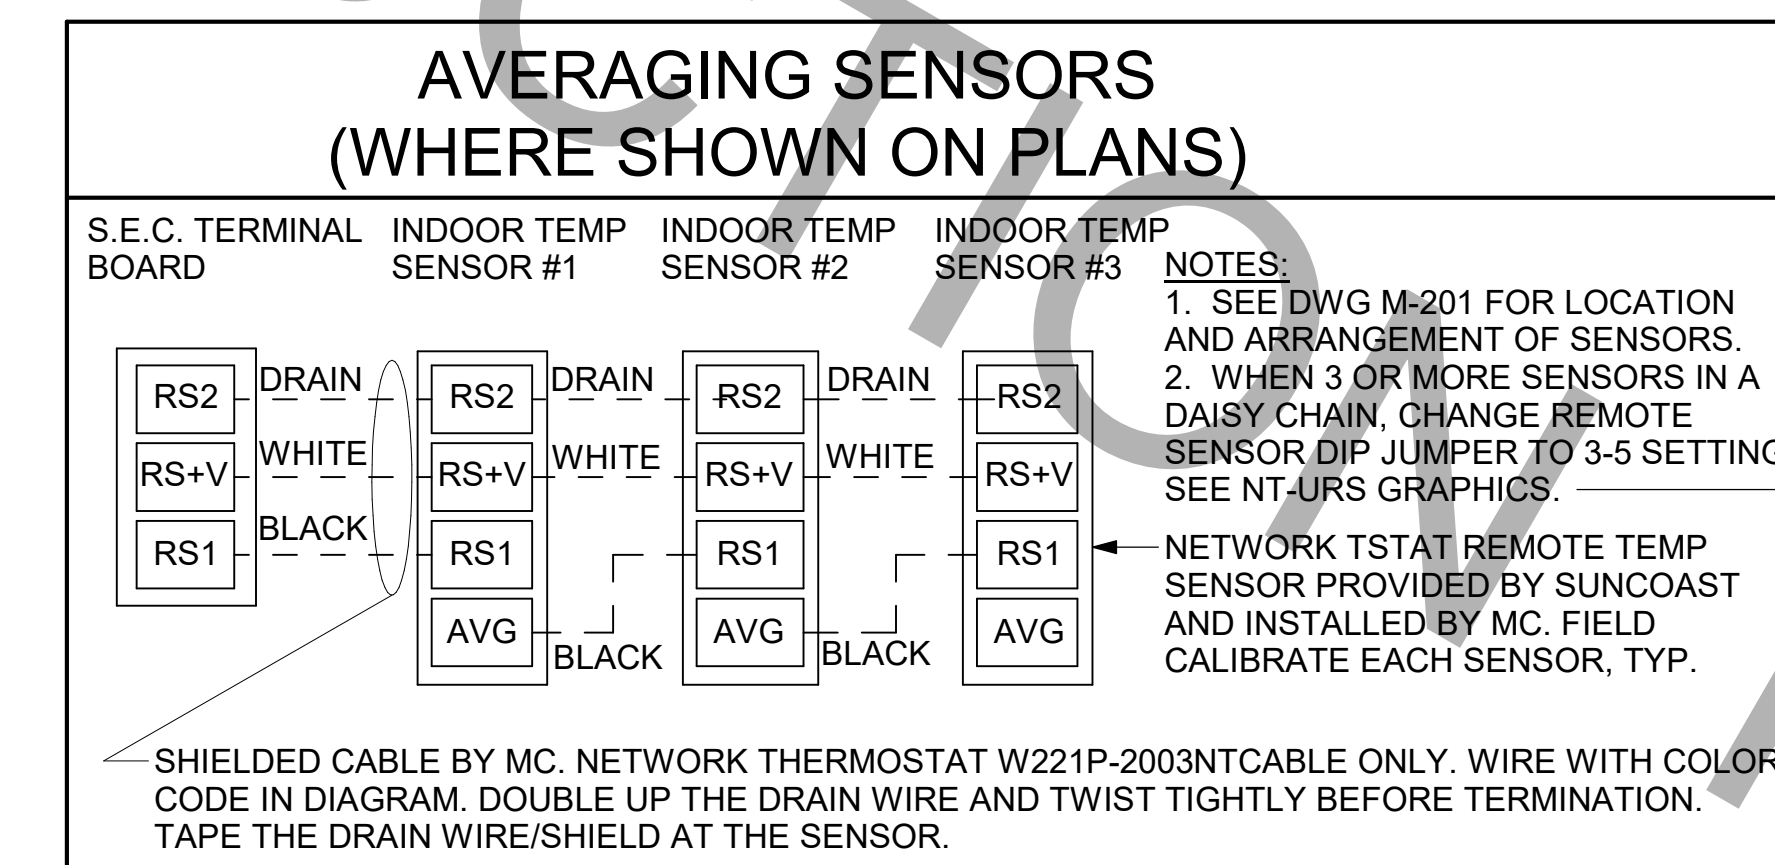 AVERAGING SENSORS
(WHERE SHOWN ON PLANS)
S.E.C. TERMINAL
BOARD
INDOOR TEMP
SENSOR #1
INDOOR TEMP
SENSOR #2
INDOOR TEMP
SENSOR #3
RS2
RS+V
RS1
DRAIN
WHITE
BLACK
RS2
RS+V
RS1
AVG
DRAIN
WHITE
BLACK
RS2
RS+V
RS1
AVG
DRAIN
WHITE
BLACK
RS2
RS+V
RS1
AVG
NOTES:
1. SEE DWG M-201 FOR LOCATION
AND ARRANGEMENT OF SENSORS.
2. WHEN 3 OR MORE SENSORS IN A
DAISY CHAIN, CHANGE REMOTE
SENSOR DIP JUMPER TO 3-5 SETTING
SEE NT-URS GRAPHICS.
NETWORK TSTAT REMOTE TEMP
SENSOR PROVIDED BY SUNCOAST
AND INSTALLED BY MC. FIELD
CALIBRATE EACH SENSOR, TYP.
SHIELDED CABLE BY MC. NETWORK THERMOSTAT W221P-2003NTCABLE ONLY. WIRE WITH COLOR
CODE IN DIAGRAM. DOUBLE UP THE DRAIN WIRE AND TWIST TIGHTLY BEFORE TERMINATION.
TAPE THE DRAIN WIRE/SHIELD AT THE SENSOR.
CTION